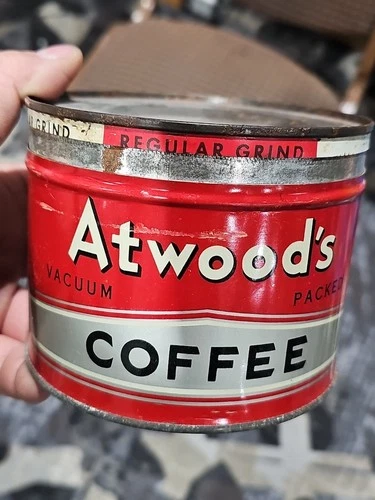 GRIND REGULAR GRIND
Atwood's
VACUUM PACKED
COFFEE